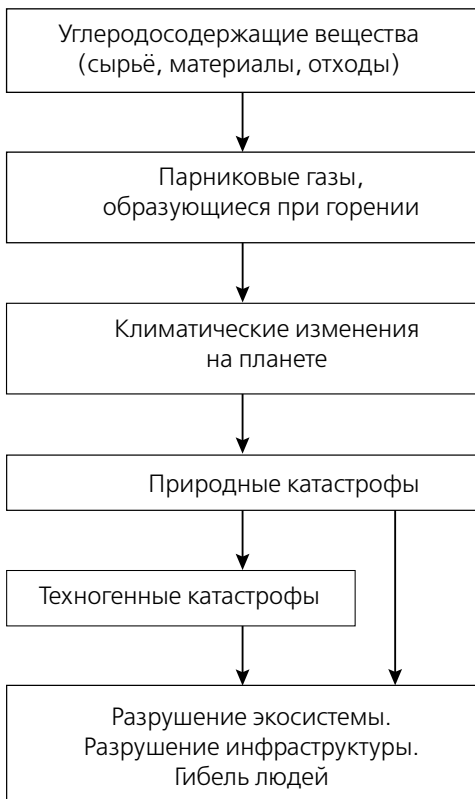 Углеродосодержащие вещества
(сырьё, материалы, отходы)
Парниковые газы,
образующиеся при горении
Климатические изменения
на планете
Природные катастрофы
Техногенные катастрофы
Разрушение экосистемы.
Разрушение инфраструктуры.
Гибель людей